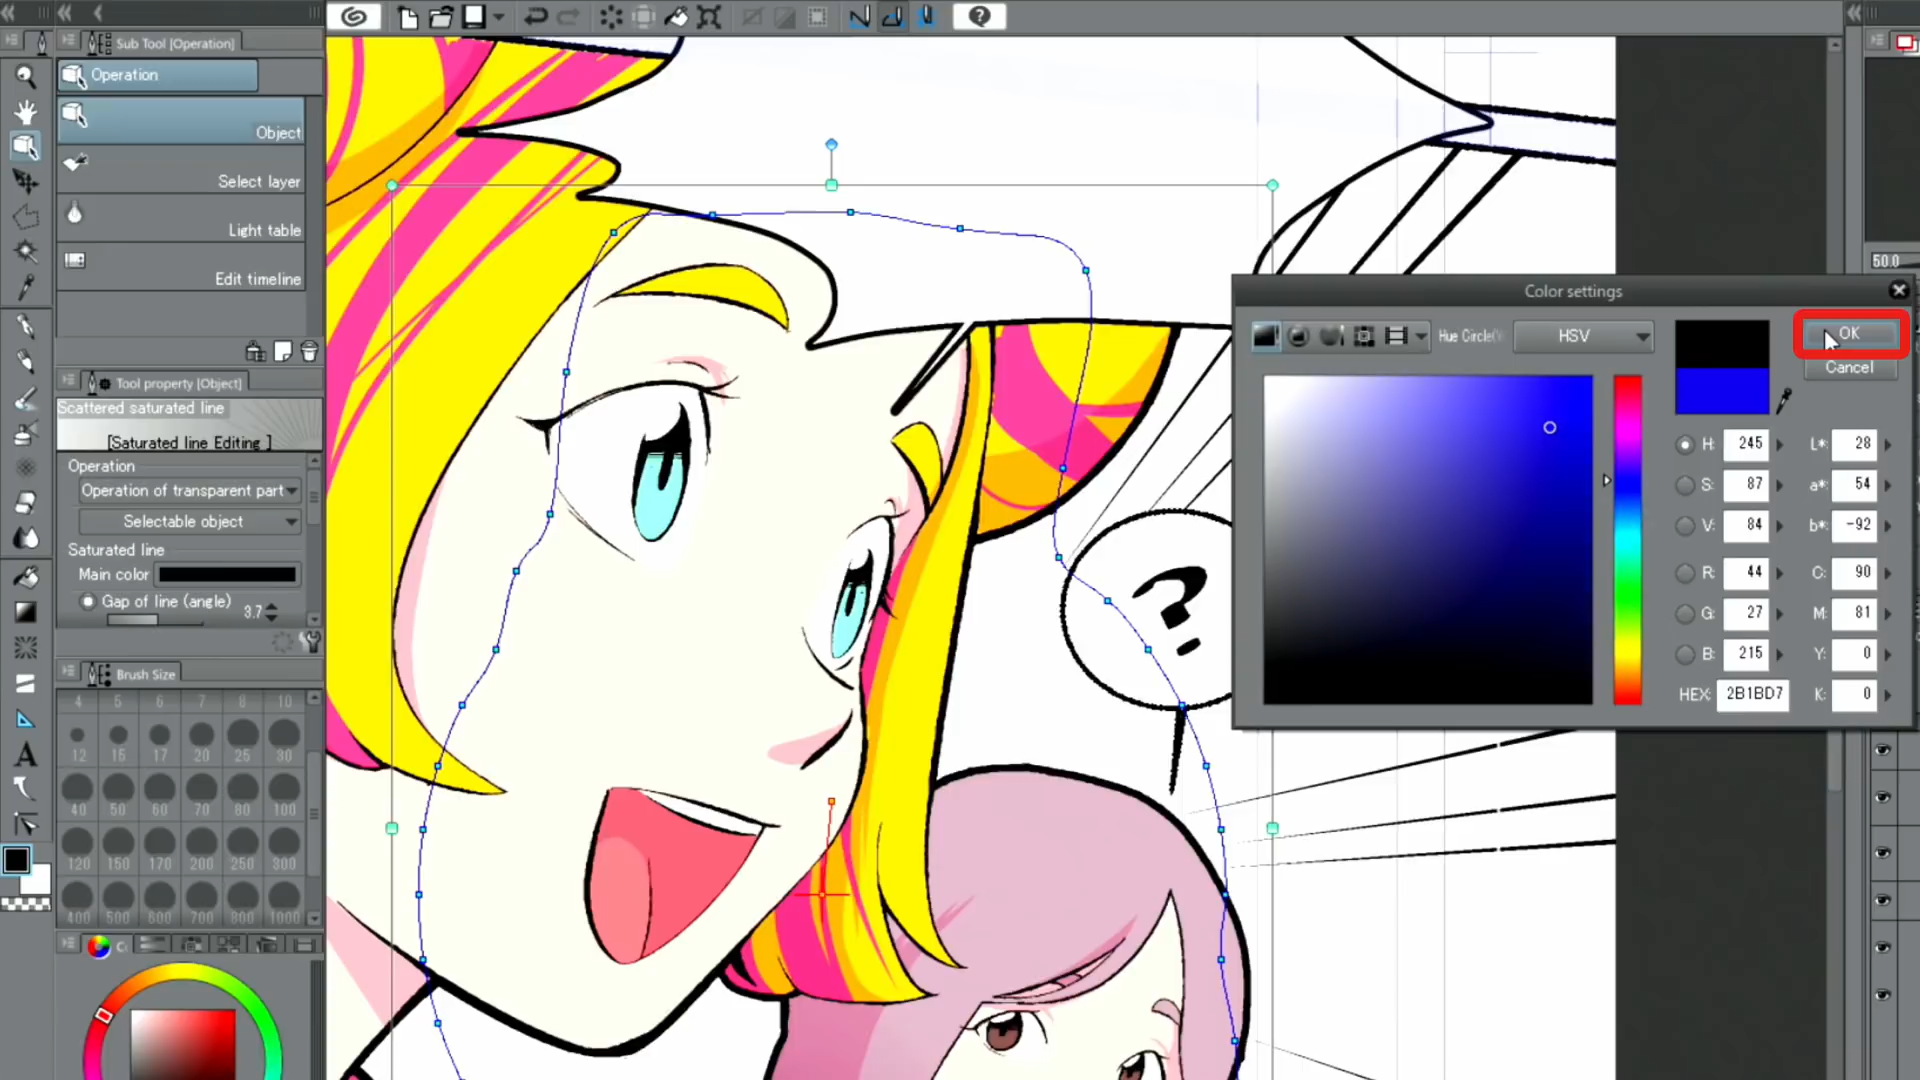 Sub Tool [Operation]
Operation
Object
Select layer
Light table
Edit timeline
Tool property [Object]
Scattered saturated line
[Saturated line Editing ]
Operation
Operation of transparent part
Selectable object
Saturated line
Main color
Gap of line (angle) 3.7
Brush Size
4 5 6 7 8 10
12 15 17 20 25 30
40 50 60 70 80 100
120 150 170 200 250 300
400 500 600 700 800 1000
?
50.0
Color settings
Hue Circle(
HSV
OK
Cancel
H: 245 L*: 28
S: 87 a*: 54
V: 84 b*: -92
R: 44 C: 90
G: 27 M: 81
B: 215 Y: 0
HEX: 2B1BD7 K: 0